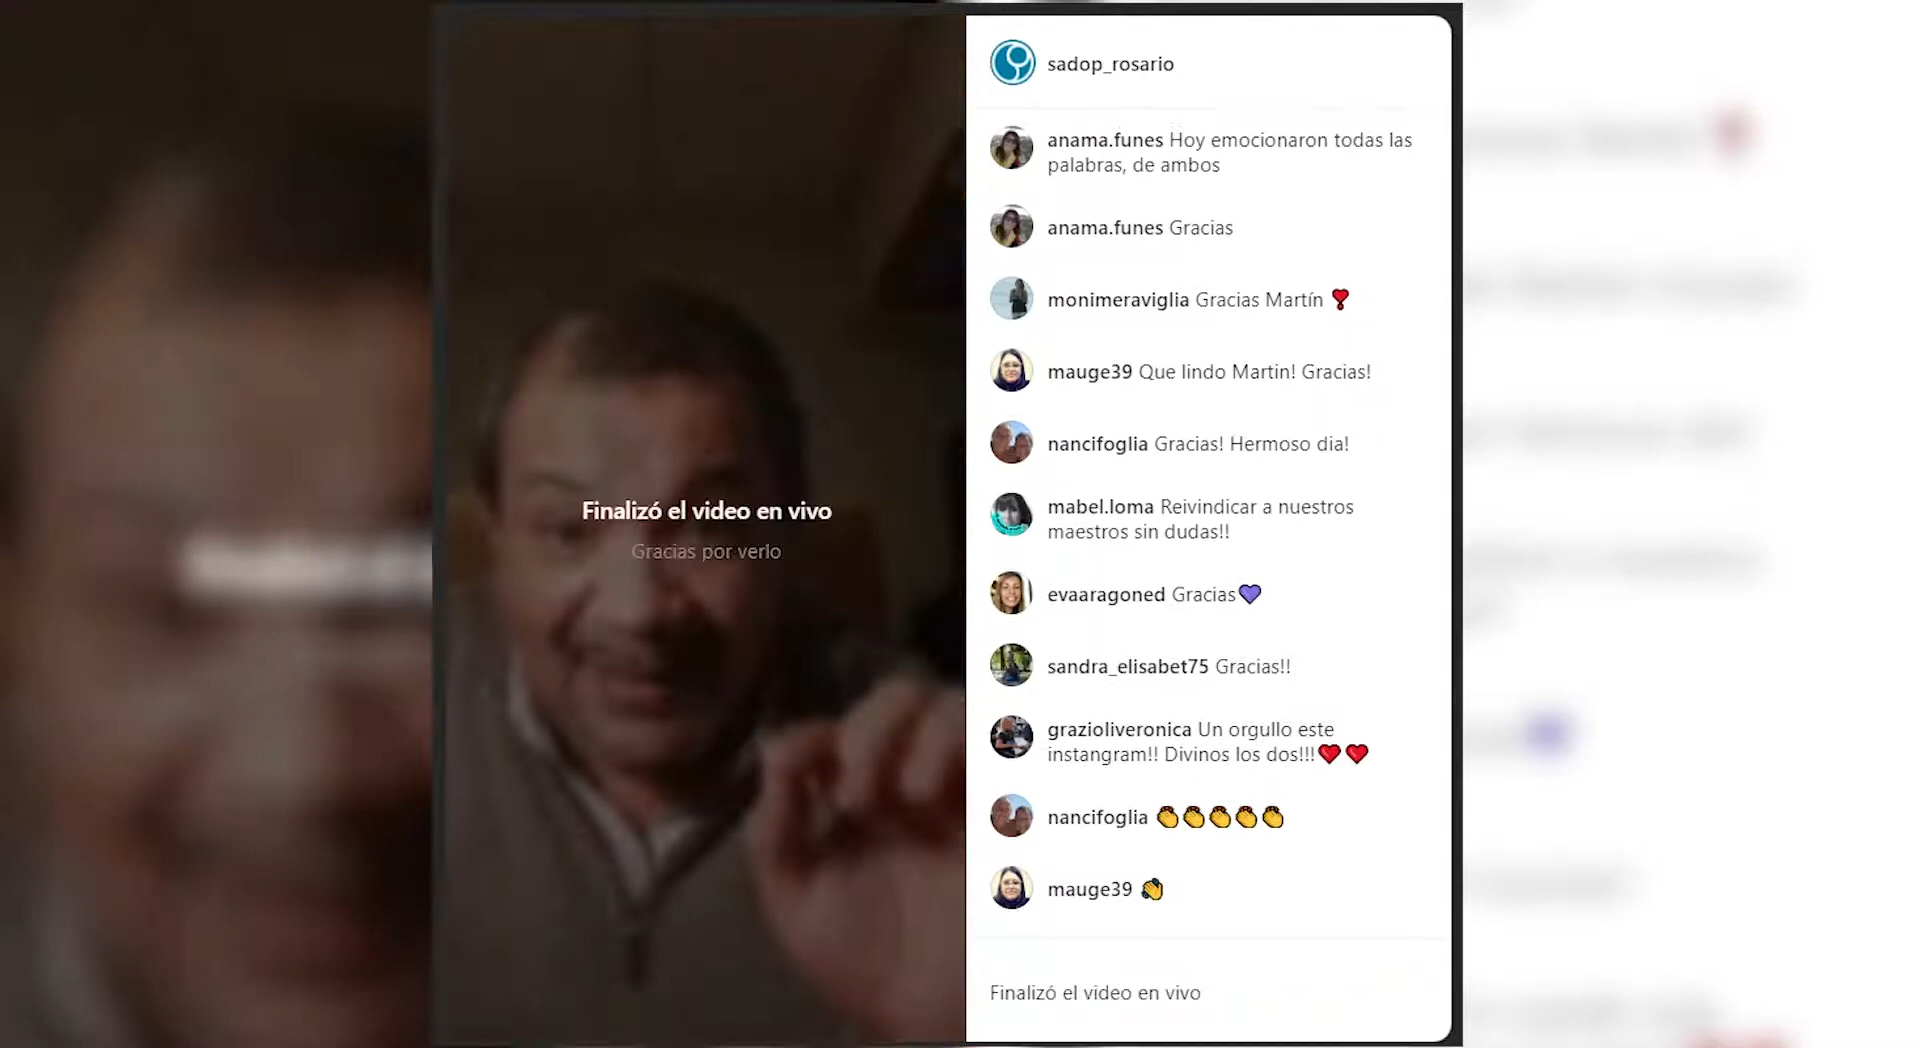 Finalizó el video en vivo
Gracias por verlo
sadop_rosario
anama.funes Hoy emocionaron todas las
palabras, de ambos
anama.funes Gracias
monimeraviglia Gracias Martín ❣
mauge39 Que lindo Martin! Gracias!
nancifoglia Gracias! Hermoso dia!
mabel.loma Reivindicar a nuestros
maestros sin dudas!!
evaaragoned Gracias💜
sandra_elisabet75 Gracias!!
grazioliveronica Un orgullo este
instangram!! Divinos los dos!!!❤❤
nancifoglia 👏👏👏👏👏
mauge39 👏
Finalizó el video en vivo